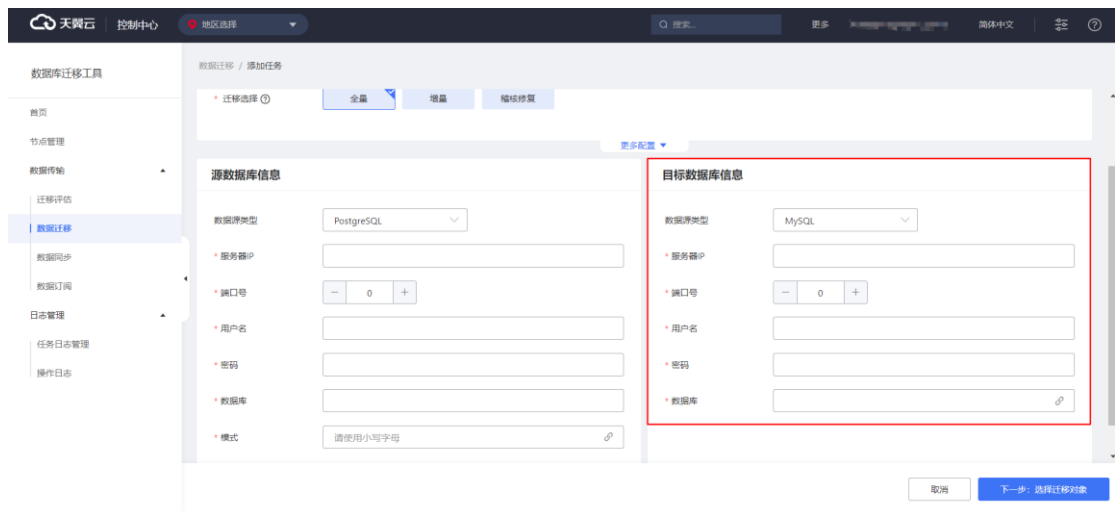 天翼云 控制中心 地区选择 搜索... 更多 简体中文
数据库迁移工具
首页
节点管理
数据传输
迁移评估
数据迁移
数据同步
数据订阅
日志管理
任务日志管理
操作日志
数据迁移 / 添加任务
* 迁移选择 全量 增量 稽核修复
更多配置
源数据库信息
数据源类型 PostgreSQL
* 服务器IP
* 端口号 − 0 +
* 用户名
* 密码
* 数据库
* 模式 请使用小写字母
目标数据库信息
数据源类型 MySQL
* 服务器IP
* 端口号 − 0 +
* 用户名
* 密码
* 数据库
取消 下一步：选择迁移对象